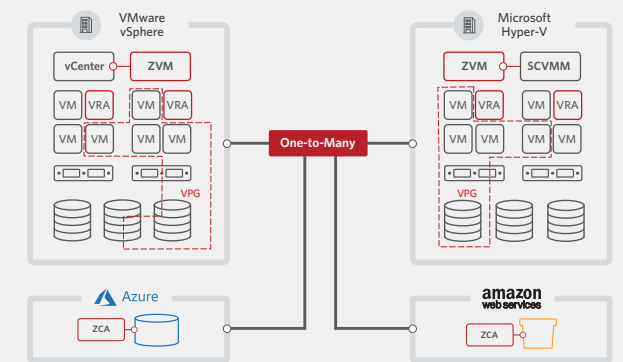 VMware
vSphere
vCenter
ZVM
VM
VRA
VM
VRA
VM
VM
VM
VM
VPG
One-to-Many
Microsoft
Hyper-V
ZVM
SCVMM
VM
VRA
VM
VRA
VM
VM
VM
VM
VPG
Azure
ZCA
amazon
web services
ZCA